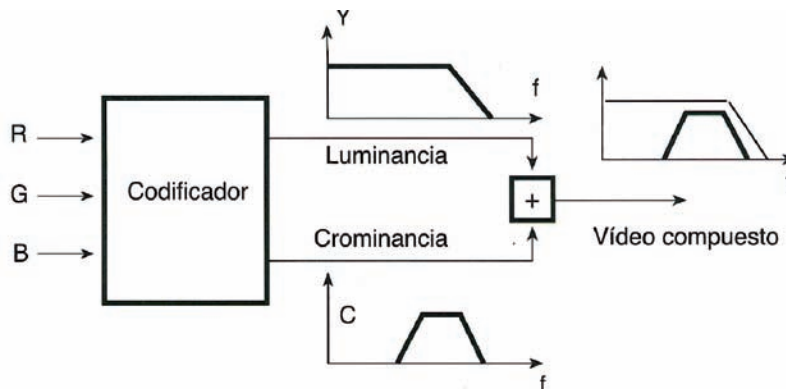 Y
f
R
Luminancia
G
Codificador
+
B
Crominancia
Vídeo compuesto
C
f